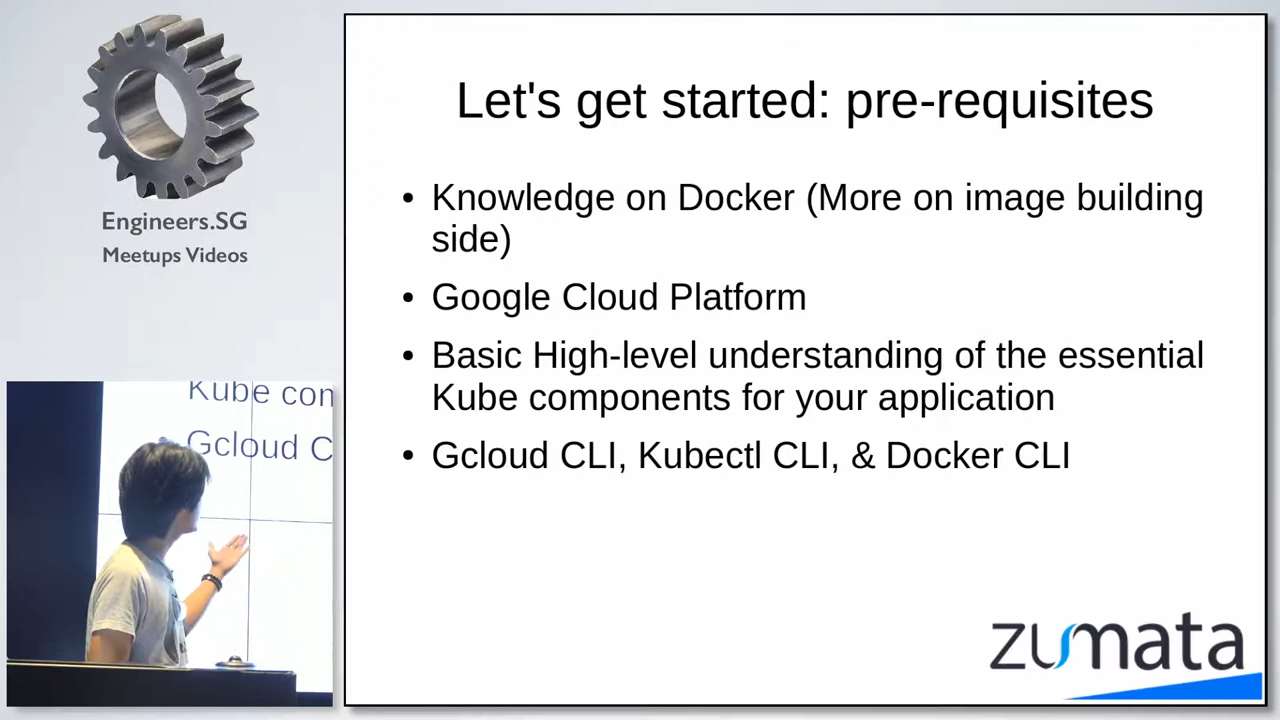 Engineers.SG
Meetups Videos
Let's get started: pre-requisites
• Knowledge on Docker (More on image building
side)
• Google Cloud Platform
• Basic High-level understanding of the essential
Kube components for your application
• Gcloud CLI, Kubectl CLI, & Docker CLI
zumata
Kube con
Gcloud C